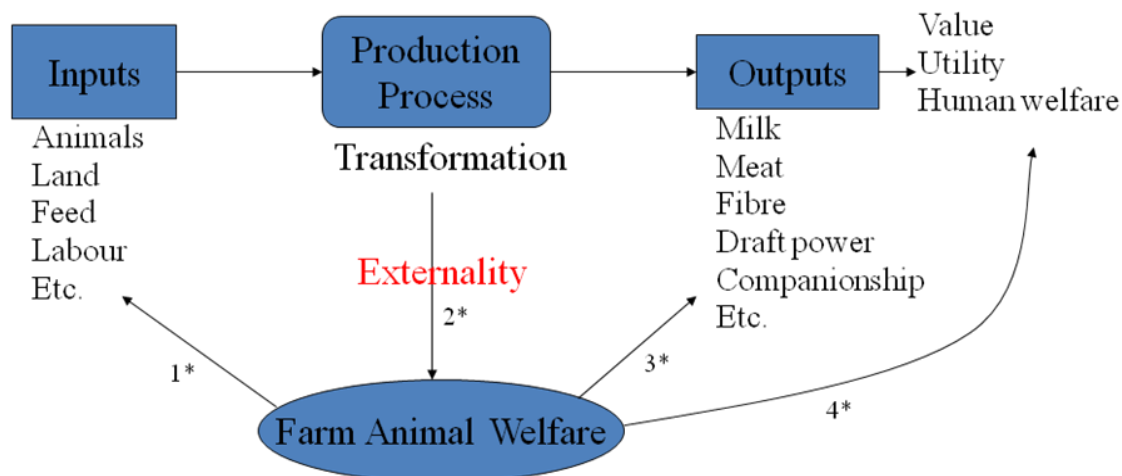 Inputs
Animals
Land
Feed
Labour
Etc.
Production
Process
Transformation
Externality
Outputs
Milk
Meat
Fibre
Draft power
Companionship
Etc.
Value
Utility
Human welfare
1*
2*
3*
4*
Farm Animal Welfare